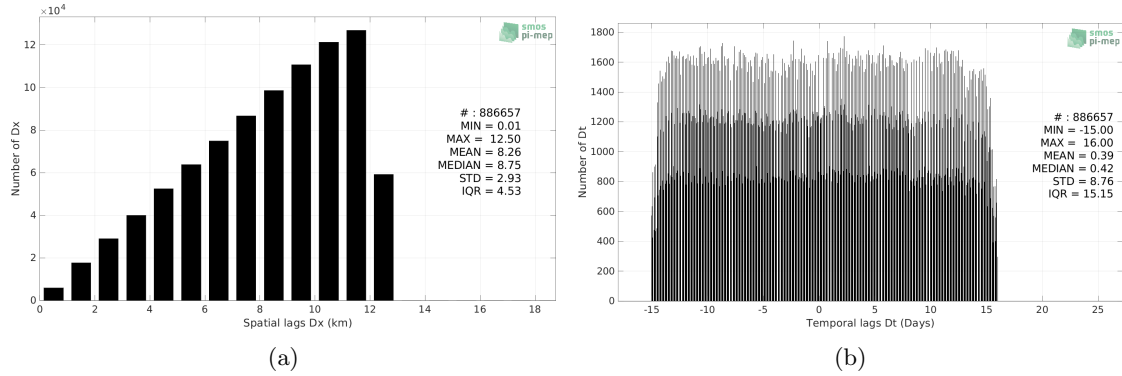 ×10⁴
12
10
8
6
4
2
0
Number of Dx
0 2 4 6 8 10 12 14 16 18
Spatial lags Dx (km)
smos
pi-mep
# : 886657
MIN = 0.01
MAX = 12.50
MEAN = 8.26
MEDIAN = 8.75
STD = 2.93
IQR = 4.53
(a)
1800
1600
1400
1200
1000
800
600
400
200
0
Number of Dt
-15 -10 -5 0 5 10 15 20 25
Temporal lags Dt (Days)
smos
pi-mep
# : 886657
MIN = -15.00
MAX = 16.00
MEAN = 0.39
MEDIAN = 0.42
STD = 8.76
IQR = 15.15
(b)